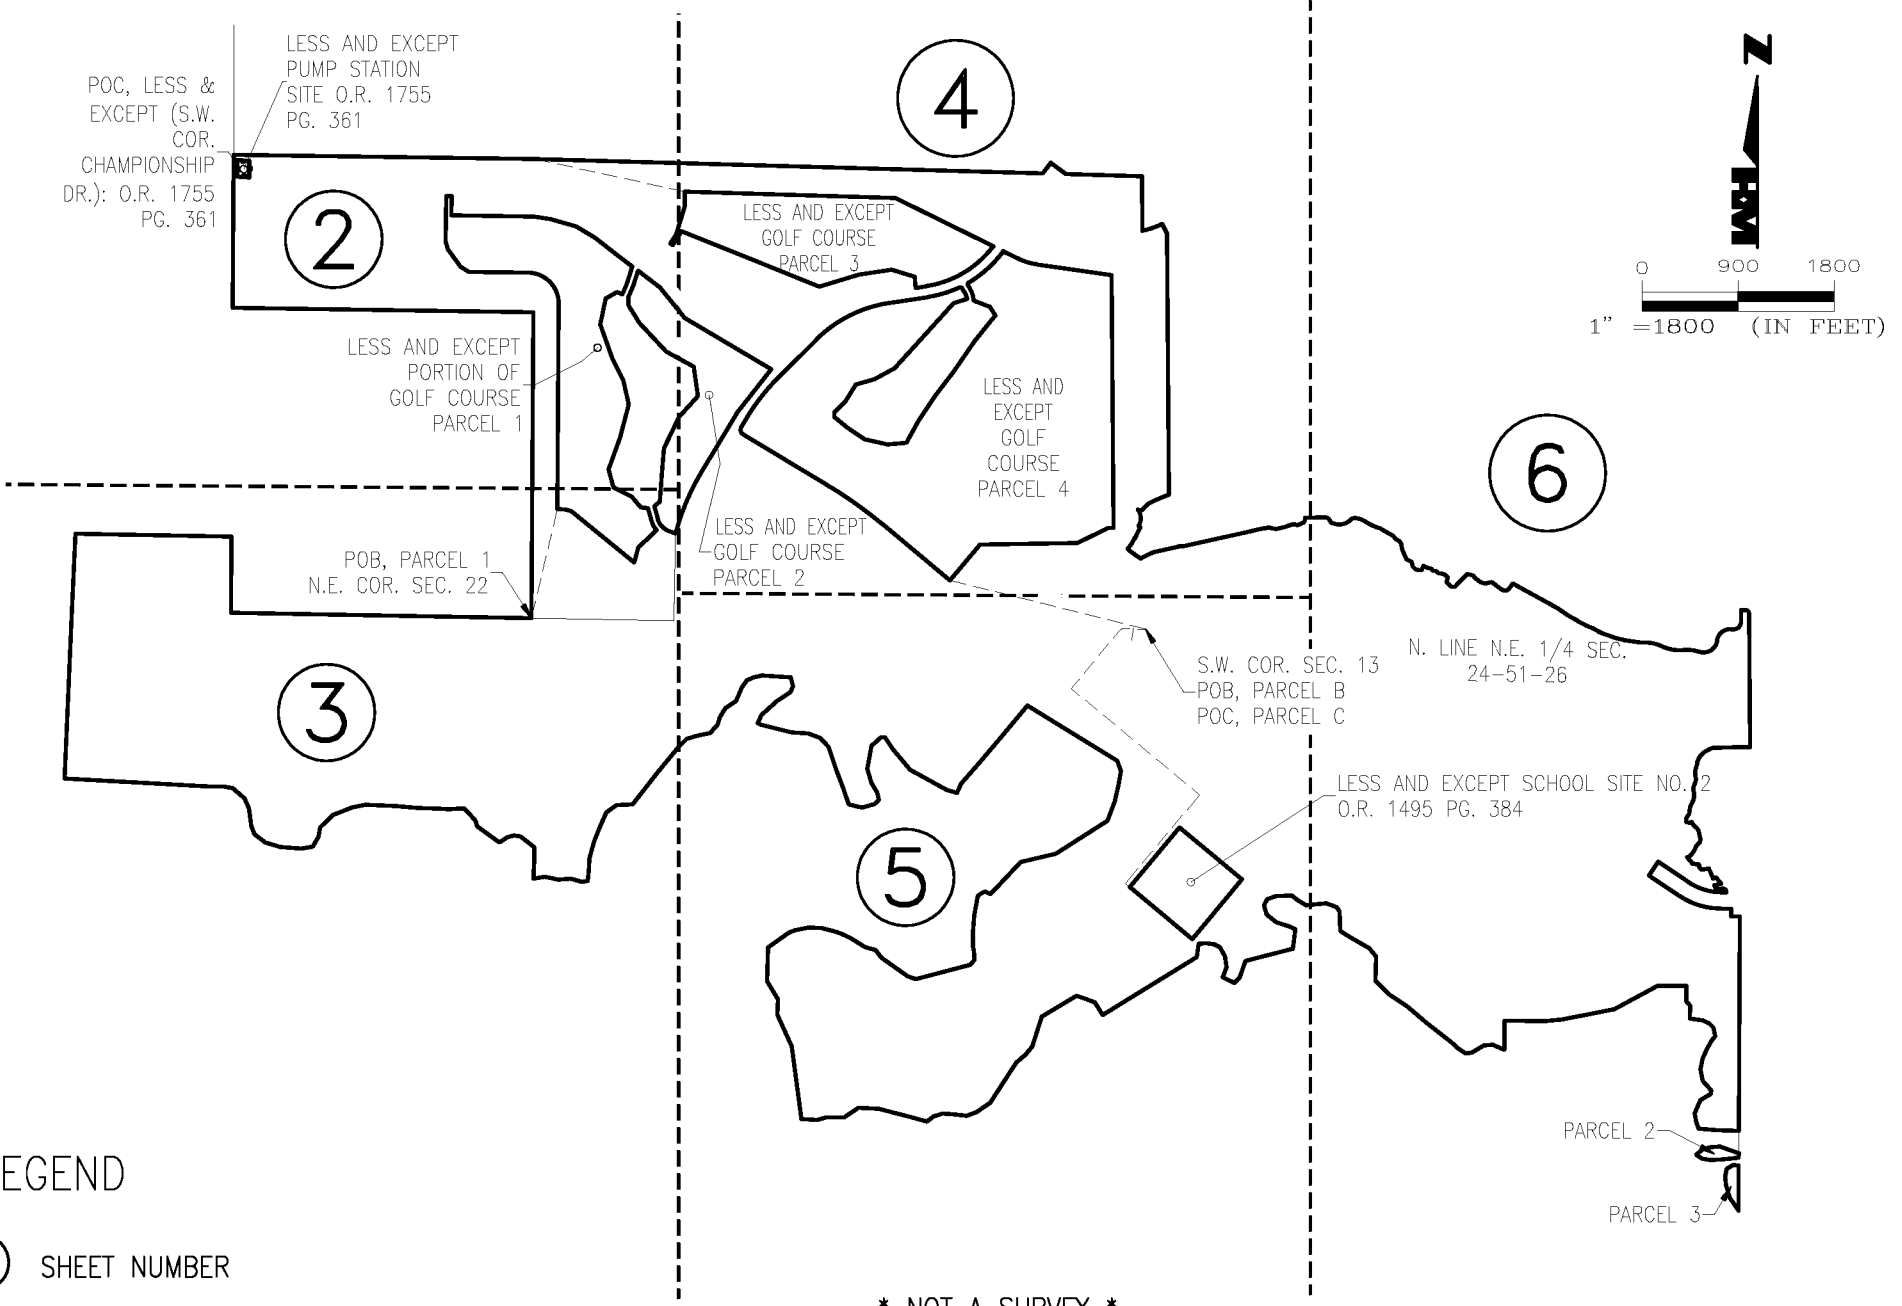 LESS AND EXCEPT
PUMP STATION
SITE O.R. 1755
PG. 361
POC, LESS &
EXCEPT (S.W.
COR.
CHAMPIONSHIP
DR.): O.R. 1755
PG. 361
4
N
HM
2
LESS AND EXCEPT
GOLF COURSE
PARCEL 3
0 900 1800
1" =1800 (IN FEET)
LESS AND EXCEPT
PORTION OF
GOLF COURSE
PARCEL 1
LESS AND
EXCEPT
GOLF
COURSE
PARCEL 4
6
LESS AND EXCEPT
GOLF COURSE
PARCEL 2
POB, PARCEL 1
N.E. COR. SEC. 22
3
S.W. COR. SEC. 13
POB, PARCEL B
POC, PARCEL C
N. LINE N.E. 1/4 SEC.
24-51-26
LESS AND EXCEPT SCHOOL SITE NO. 2
O.R. 1495 PG. 384
5
PARCEL 2
PARCEL 3
EGEND
SHEET NUMBER
* NOT A SURVEY *